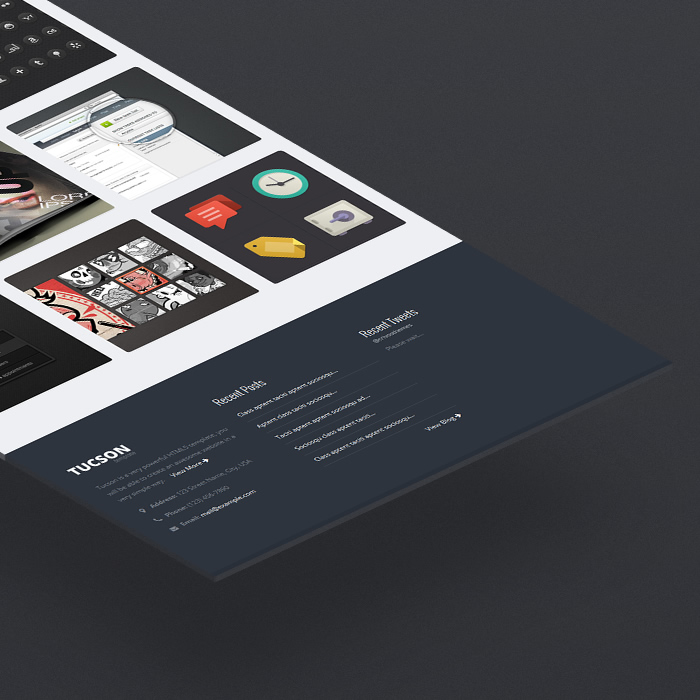 LOREM
IPS
Recent Tweets
Please wait...
Recent Posts
Class aptent taciti aptent sociosqu...
Aptent class taciti sociosqu...
Taciti aptent sociosqu ad...
Sociosqu class aptent taciti...
Class aptent taciti aptent sociosqu...
View Blog
TUCSON
Tucson is a very powerful HTML5 template, you
will be able to create an awesome website in a
very simple way.
View More
Address: 123 Street Name, City, USA
Phone: (123) 456-7890
Email: mail@example.com